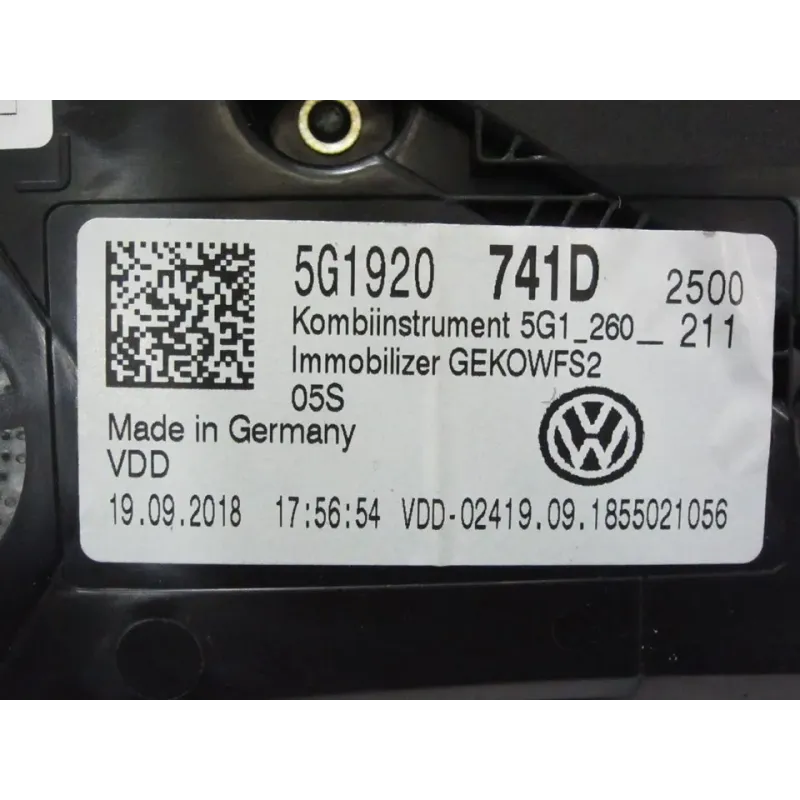 5G1920 741D 2500
Kombiinstrument 5G1_260__ 211
Immobilizer GEKOWFS2
05S
Made in Germany
VDD
19.09.2018 17:56:54 VDD-02419.09.1855021056